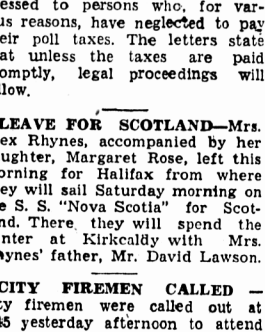 essed to persons who, for var-
us reasons, have neglected to pay
eir poll taxes. The letters state
at unless the taxes are paid
omptly, legal proceedings will
llow.
LEAVE FOR SCOTLAND—Mrs.
ex Rhynes, accompanied by her
ughter, Margaret Rose, left this
orning for Halifax from where
ey will sail Saturday morning on
e S. S. "Nova Scotia" for Scot-
nd. There they will spend the
nter at Kirkcaldy with Mrs.
ynes' father, Mr. David Lawson.
CITY FIREMEN CALLED —
ty firemen were called out at
45 yesterday afternoon to attend